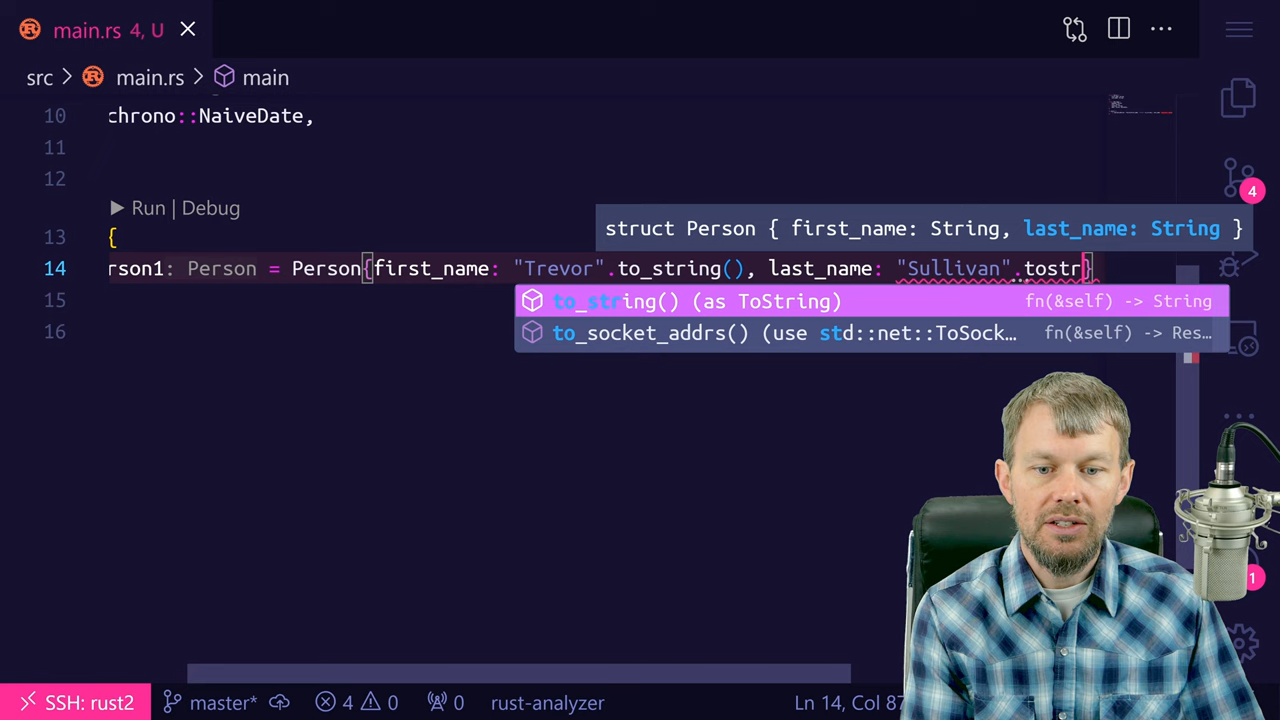 main.rs 4, U
src > main.rs > main
10 chrono::NaiveDate,
11
12
Run | Debug
struct Person { first_name: String, last_name: String }
13 {
14 rson1: Person = Person{first_name: "Trevor".to_string(), last_name: "Sullivan".tostr}
15 to_string() (as ToString) fn(&self) -> String
16 to_socket_addrs() (use std::net::ToSock… fn(&self) -> Res…
4
1
SSH: rust2 master* 4 0 0 rust-analyzer Ln 14, Col 87